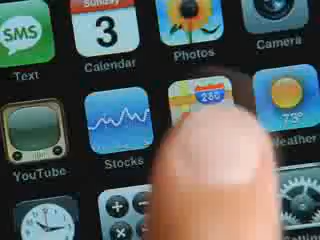 Sunday
SMS
3
Text
Calendar
Photos
Camera
280
73°
YouTube
Stocks
Weather